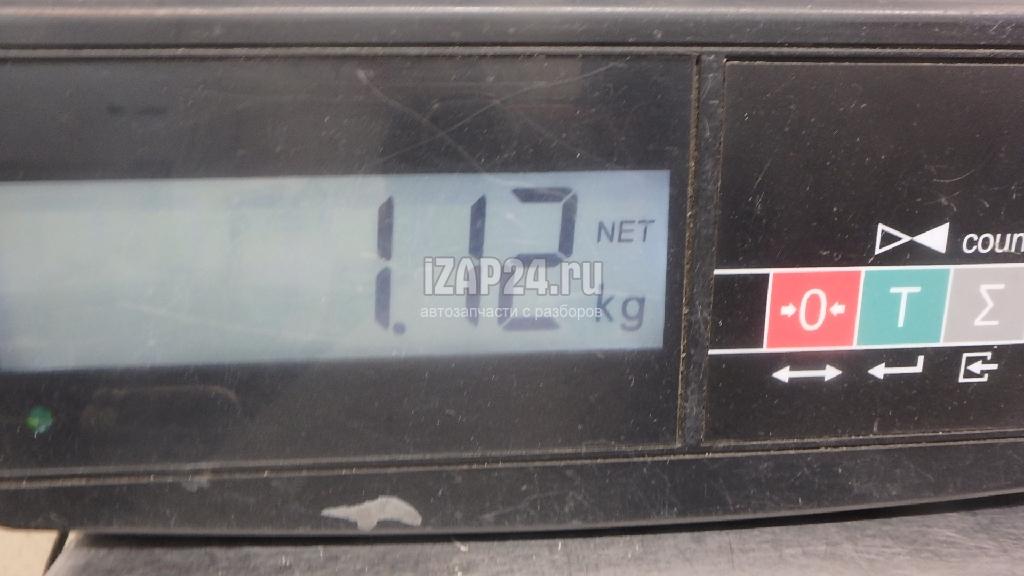 1.12 NET
kg
iZAP24.ru
автозапчасти с разборов
coun
→0←
T
Σ